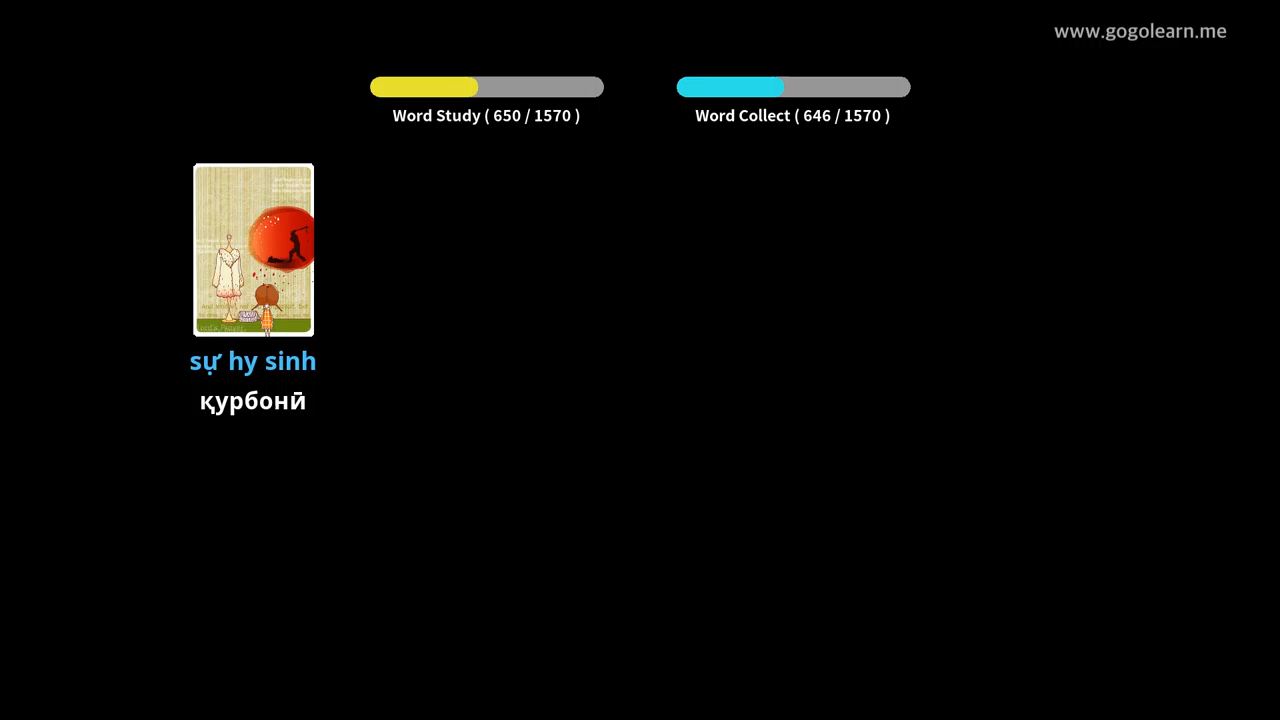 www.gogolearn.me
Word Study ( 650 / 1570 )
Word Collect ( 646 / 1570 )
sự hy sinh
қурбонӣ